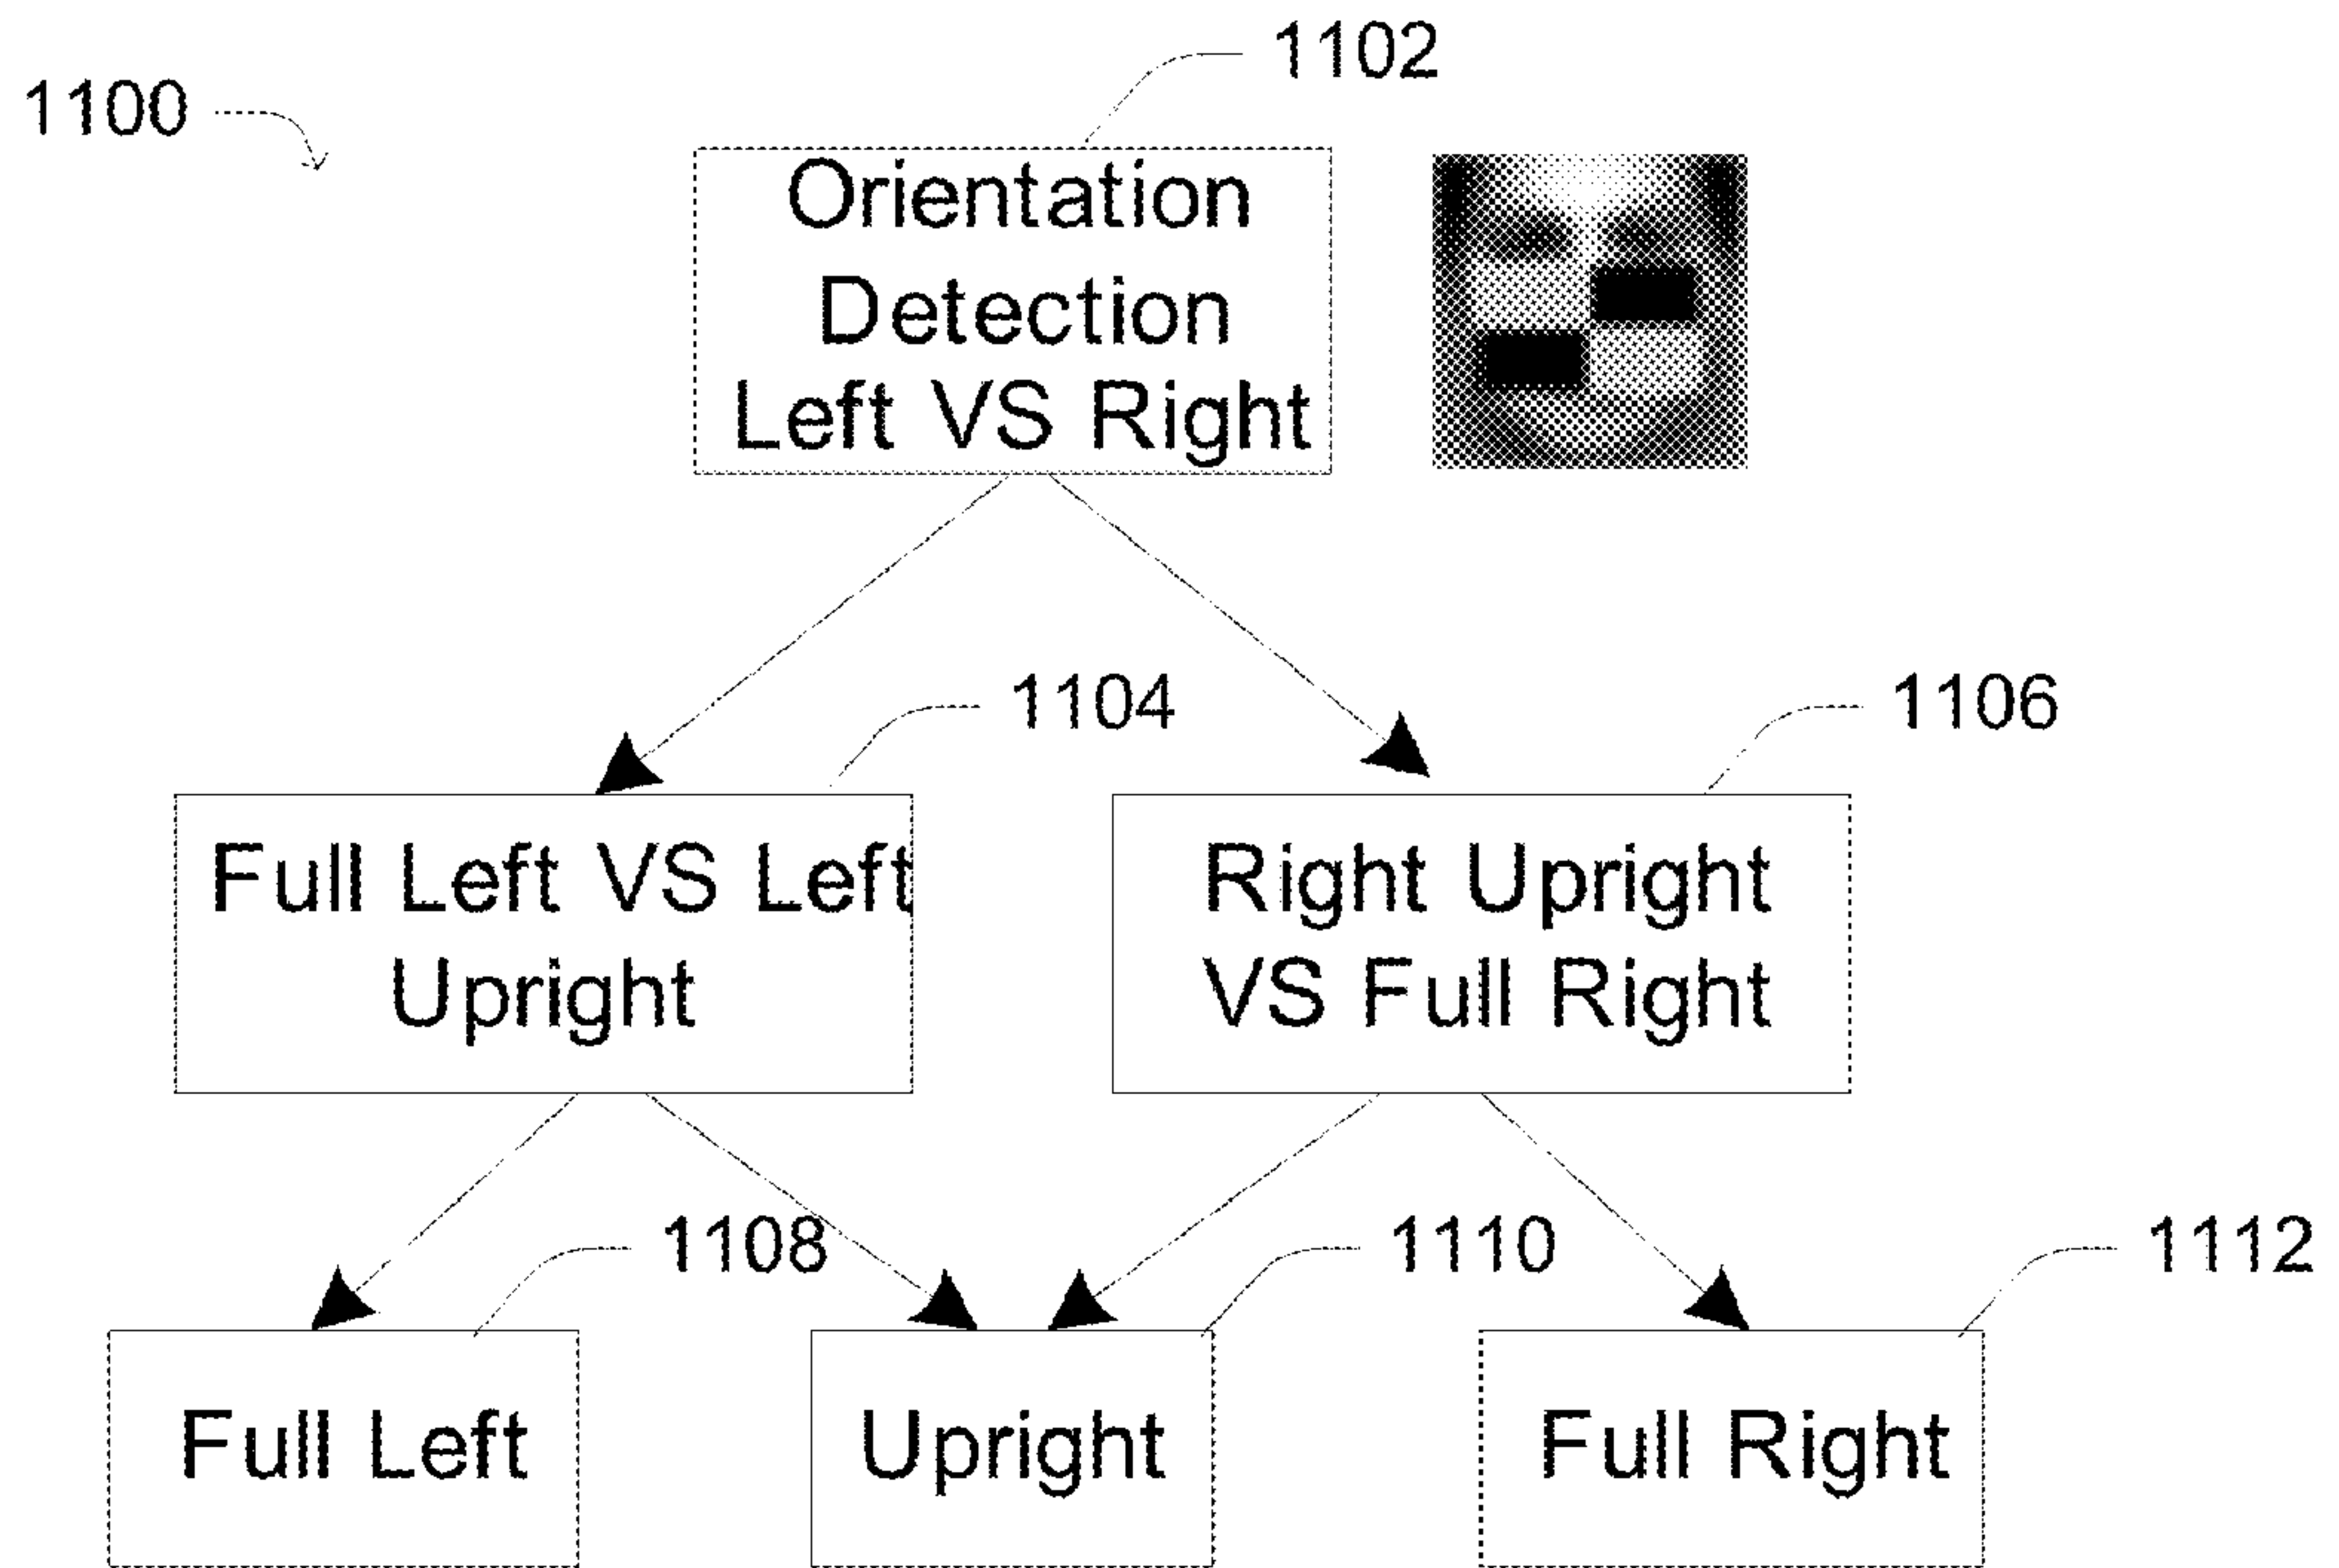 1102
1100
Orientation
Detection
Left VS Right
1104
1106
Full Left VS Left
Upright
Right Upright
VS Full Right
1108
1110
1112
Full Left
Upright
Full Right